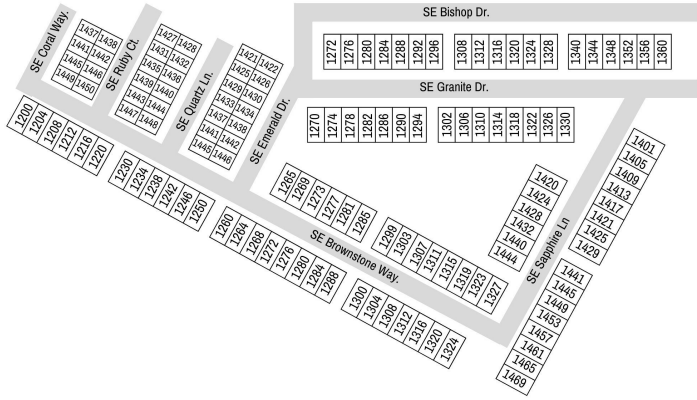 SE Bishop Dr.
1272 1276 1280 1284 1288 1292 1296
1308 1312 1316 1320 1324 1328
1340 1344 1348 1352 1356 1360
SE Granite Dr.
1270 1274 1278 1282 1286 1290 1294
1302 1306 1310 1314 1318 1322 1326 1330
SE Coral Way.
1437 1438
1441 1442
1445 1446
1449 1450
SE Ruby Ct.
1427 1428
1431 1432
1435 1436
1439 1440
1443 1444
1447 1448
SE Quartz Ln.
1421 1422
1425 1426
1429 1430
1433 1434
1437 1438
1441 1442
1445 1446
SE Emerald Dr.
1200 1204 1208 1212 1216 1220
1230 1234 1238 1242 1246 1250
1260 1264 1268 1272 1276 1280 1284 1288
1300 1304 1308 1312 1316 1320 1324
SE Brownstone Way.
1265 1269 1273 1277 1281 1285
1299 1303 1307 1311 1315 1319 1323 1327
1420
1424
1428
1432
1440
1444
SE Sapphire Ln
1401
1405
1409
1413
1417
1421
1425
1429
1441
1445
1449
1453
1457
1461
1465
1469